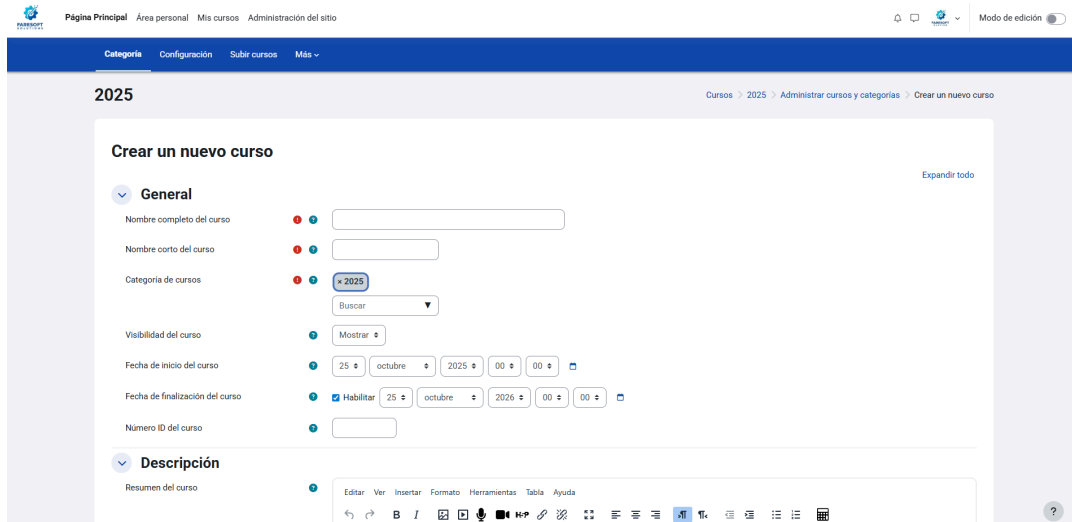 FARESOFT
SOLUTIONS
Página Principal Área personal Mis cursos Administración del sitio
Modo de edición
Categoría Configuración Subir cursos Más
2025
Cursos > 2025 > Administrar cursos y categorías > Crear un nuevo curso
Crear un nuevo curso
Expandir todo
General
Nombre completo del curso
Nombre corto del curso
Categoría de cursos
× 2025
Buscar ▼
Visibilidad del curso Mostrar
Fecha de inicio del curso 25 octubre 2025 00 00
Fecha de finalización del curso Habilitar 25 octubre 2026 00 00
Número ID del curso
Descripción
Resumen del curso
Editar Ver Insertar Formato Herramientas Tabla Ayuda
B I H-P
?